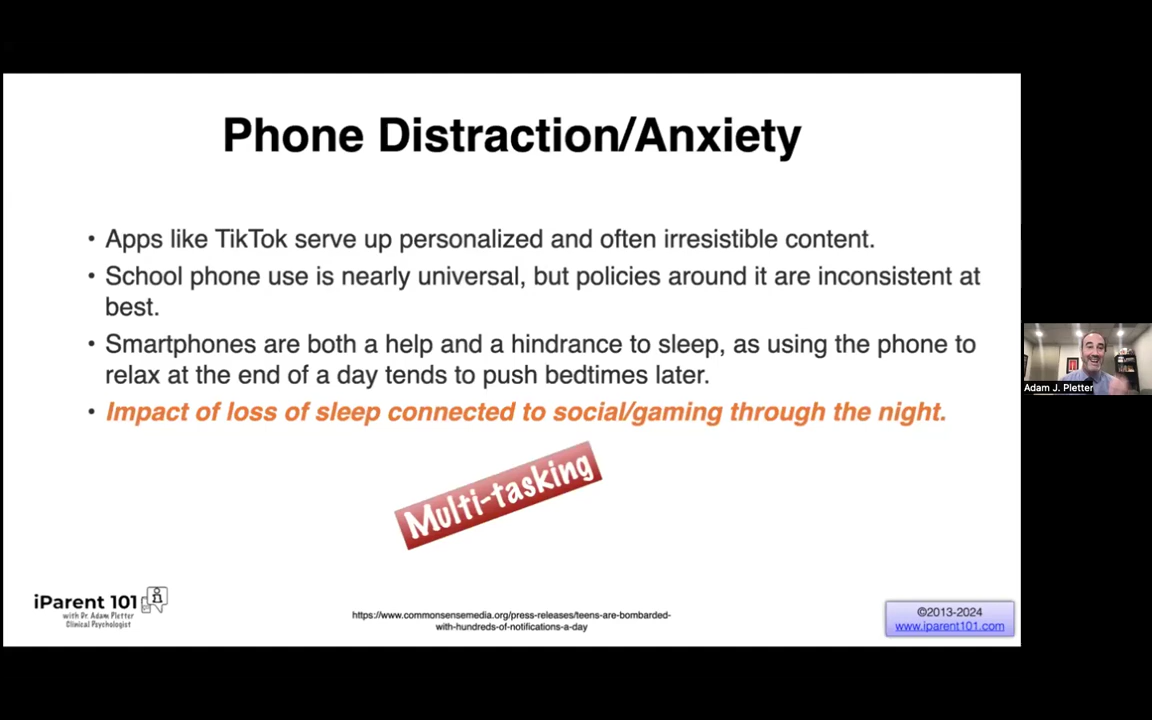 Phone Distraction/Anxiety
• Apps like TikTok serve up personalized and often irresistible content.
• School phone use is nearly universal, but policies around it are inconsistent at
best.
• Smartphones are both a help and a hindrance to sleep, as using the phone to
relax at the end of a day tends to push bedtimes later.
• Impact of loss of sleep connected to social/gaming through the night.
Multi-tasking
Adam J. Pletter
iParent 101
with Dr. Adam Pletter
Clinical Psychologist
https://www.commonsensemedia.org/press-releases/teens-are-bombarded-
with-hundreds-of-notifications-a-day
©2013-2024
www.iparent101.com